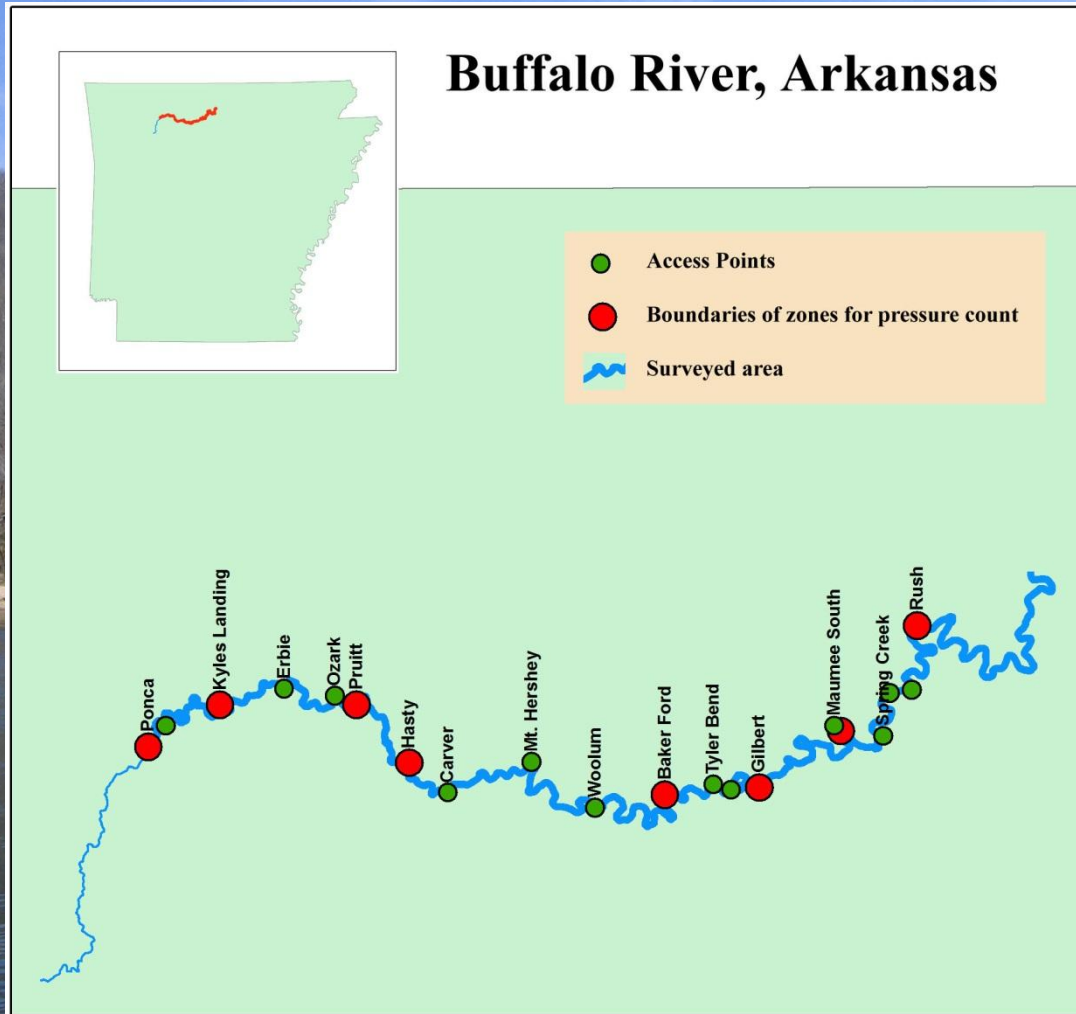 Buffalo River, Arkansas
Access Points
Boundaries of zones for pressure count
Surveyed area
Ponca
Kyles Landing
Erbie
Ozark
Pruitt
Hasty
Carver
Mt. Hershey
Woolum
Baker Ford
Tyler Bend
Gilbert
Maumee South
Spring Creek
Rush